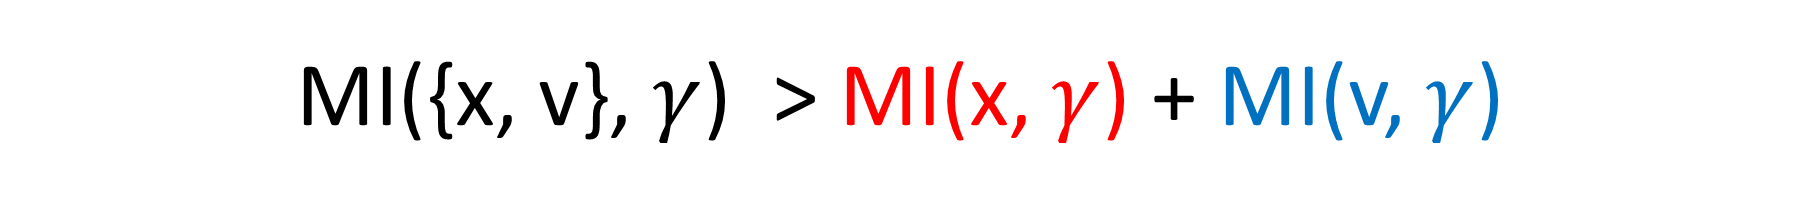 MI({x, v}, γ) > MI(x, γ) + MI(v, γ)